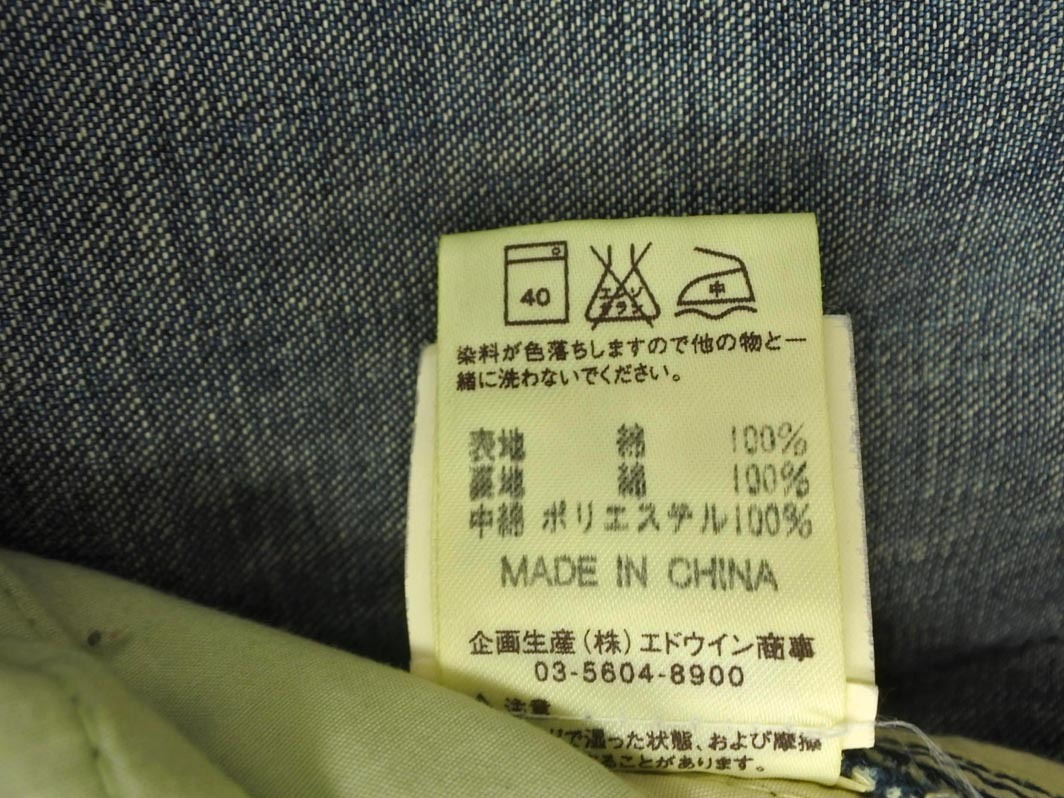 40
エンソ
サラシ
中
染料が色落ちしますので他の物と一
緒に洗わないでください。
表地 綿 100%
裏地 綿 100%
中綿 ポリエステル100%
MADE IN CHINA
企画生産(株)エドウイン商事
03-5604-8900
注意
で湿った状態、および摩擦
ことがあります。